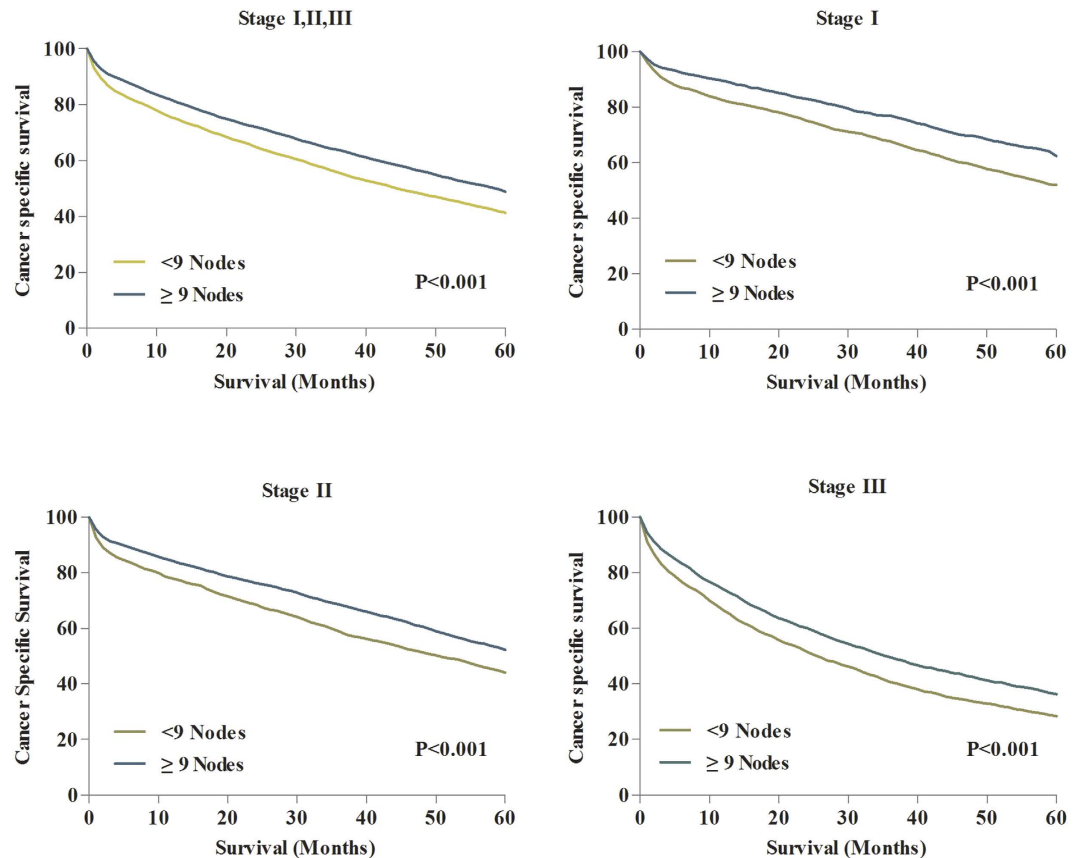 Stage I,II,III
Cancer specific survival
100
80
60
40
20
0
<9 Nodes
≥ 9 Nodes
P<0.001
0 10 20 30 40 50 60
Survival (Months)
Stage I
Cancer specific survival
100
80
60
40
20
0
<9 Nodes
≥ 9 Nodes
P<0.001
0 10 20 30 40 50 60
Survival (Months)
Stage II
Cancer Specific Survival
100
80
60
40
20
0
<9 Nodes
≥ 9 Nodes
P<0.001
0 10 20 30 40 50 60
Survival (Months)
Stage III
Cancer specific survival
100
80
60
40
20
0
<9 Nodes
≥ 9 Nodes
P<0.001
0 10 20 30 40 50 60
Survival (Months)